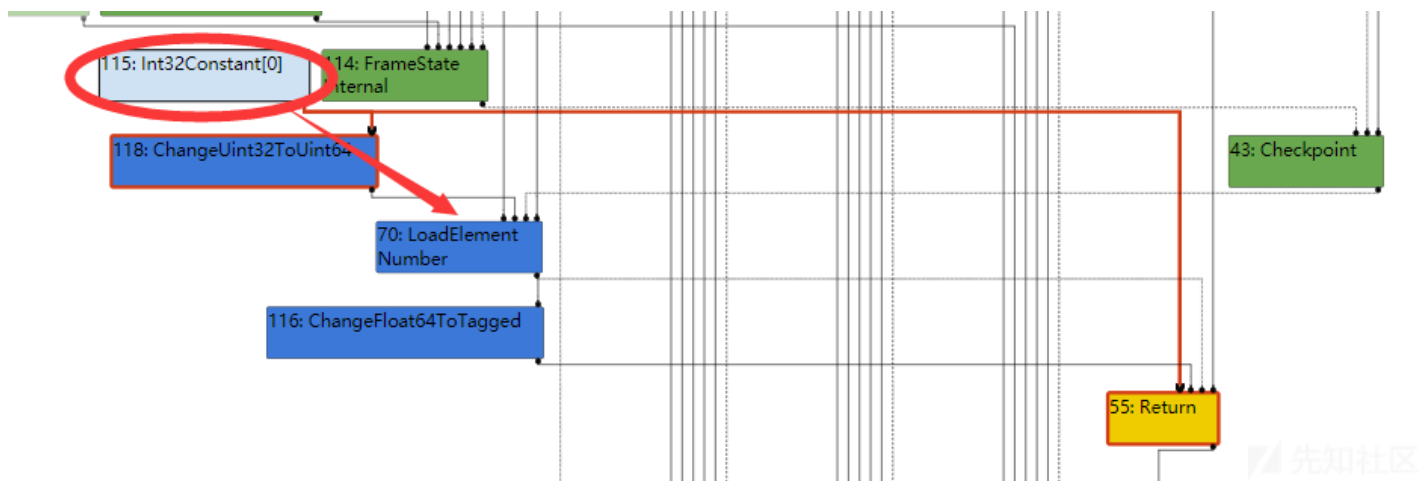 115: Int32Constant[0]
114: FrameState
Internal
118: ChangeUint32ToUint64
43: Checkpoint
70: LoadElement
Number
116: ChangeFloat64ToTagged
55: Return
先知社区